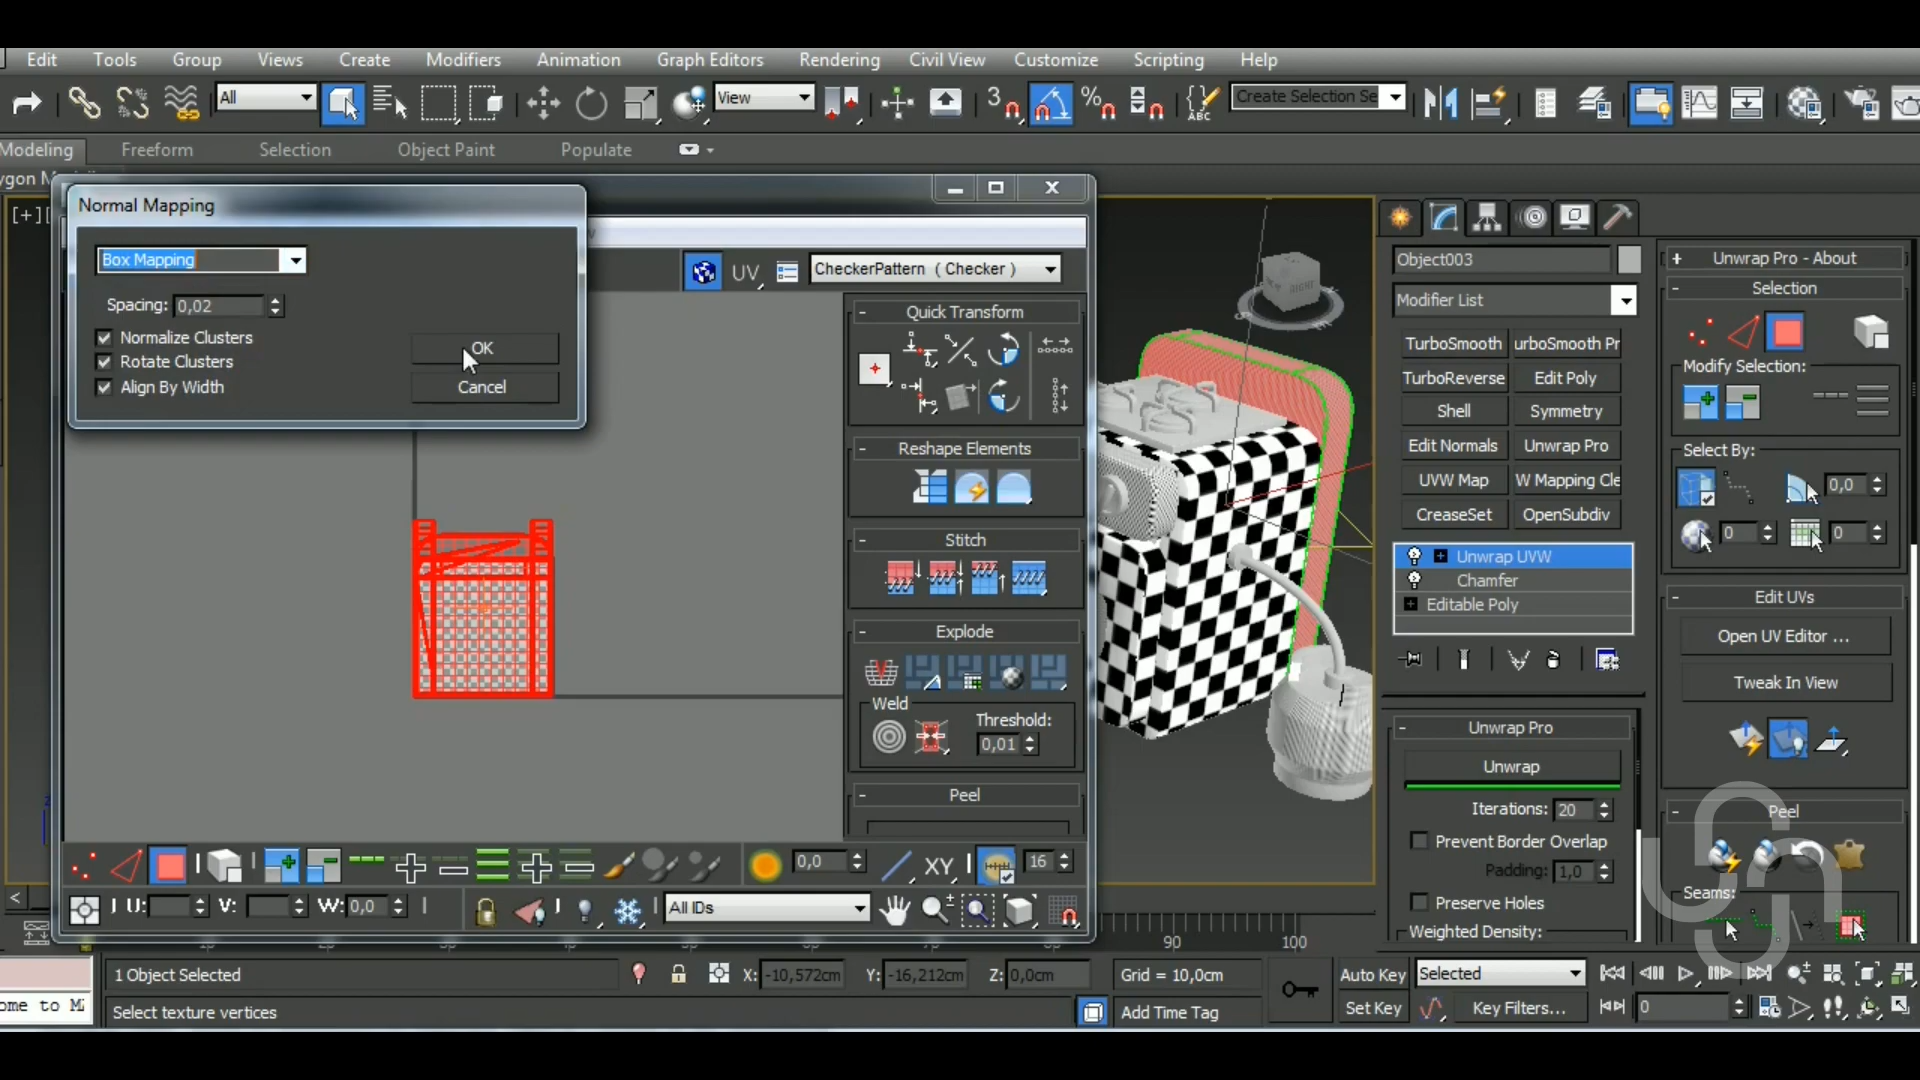 Edit Tools Group Views Create Modifiers Animation Graph Editors Rendering Civil View Customize Scripting Help
All View 3 % ABC Create Selection Se
Modeling Freeform Selection Object Paint Populate
ygon M
[+][
Normal Mapping
Box Mapping
Spacing: 0,02
Normalize Clusters
Rotate Clusters
Align By Width
OK
Cancel
UV CheckerPattern ( Checker )
Quick Transform
Reshape Elements
Stitch
Explode
Weld
Threshold:
0,01
Peel
0,0 XY 16
U: V: W: 0,0 All IDs
RIGHT
Object003
Modifier List
TurboSmooth urboSmooth Pr
TurboReverse Edit Poly
Shell Symmetry
Edit Normals Unwrap Pro
UVW Map W Mapping Cle
CreaseSet OpenSubdiv
Unwrap UVW
Chamfer
Editable Poly
Unwrap Pro
Unwrap
Iterations: 20
Prevent Border Overlap
Padding: 1,0
Preserve Holes
Weighted Density:
+ Unwrap Pro - About
Selection
Modify Selection:
Select By:
0,0
0 0
Edit UVs
Open UV Editor ...
Tweak In View
Peel
Seams:
90 100
1 Object Selected X: -10,572cm Y: -16,212cm Z: 0,0cm Grid = 10,0cm Auto Key Selected
ome to M
Select texture vertices Add Time Tag Set Key Key Filters... 0